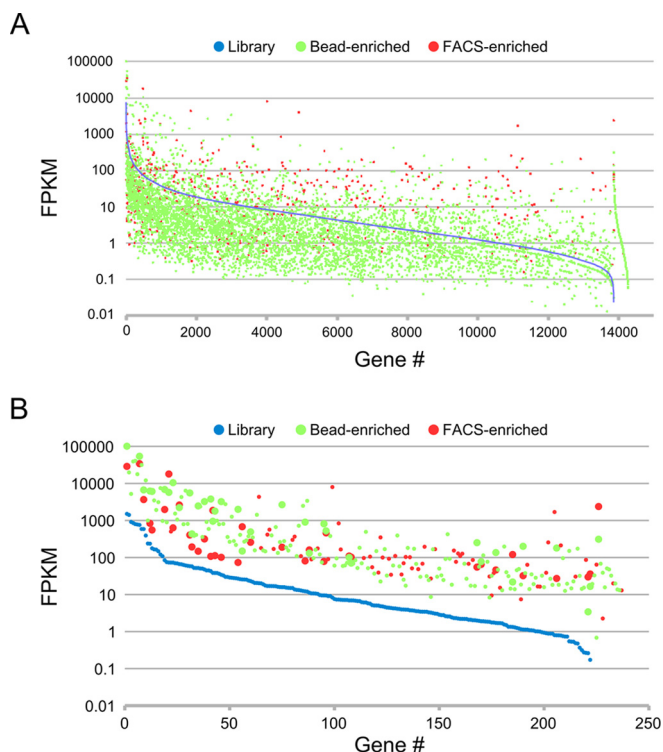 A
Library Bead-enriched FACS-enriched
100000
10000
1000
100
10
1
0.1
0.01
FPKM
0 2000 4000 6000 8000 10000 12000 14000
Gene #
B
Library Bead-enriched FACS-enriched
100000
10000
1000
100
10
1
0.1
0.01
FPKM
0 50 100 150 200 250
Gene #